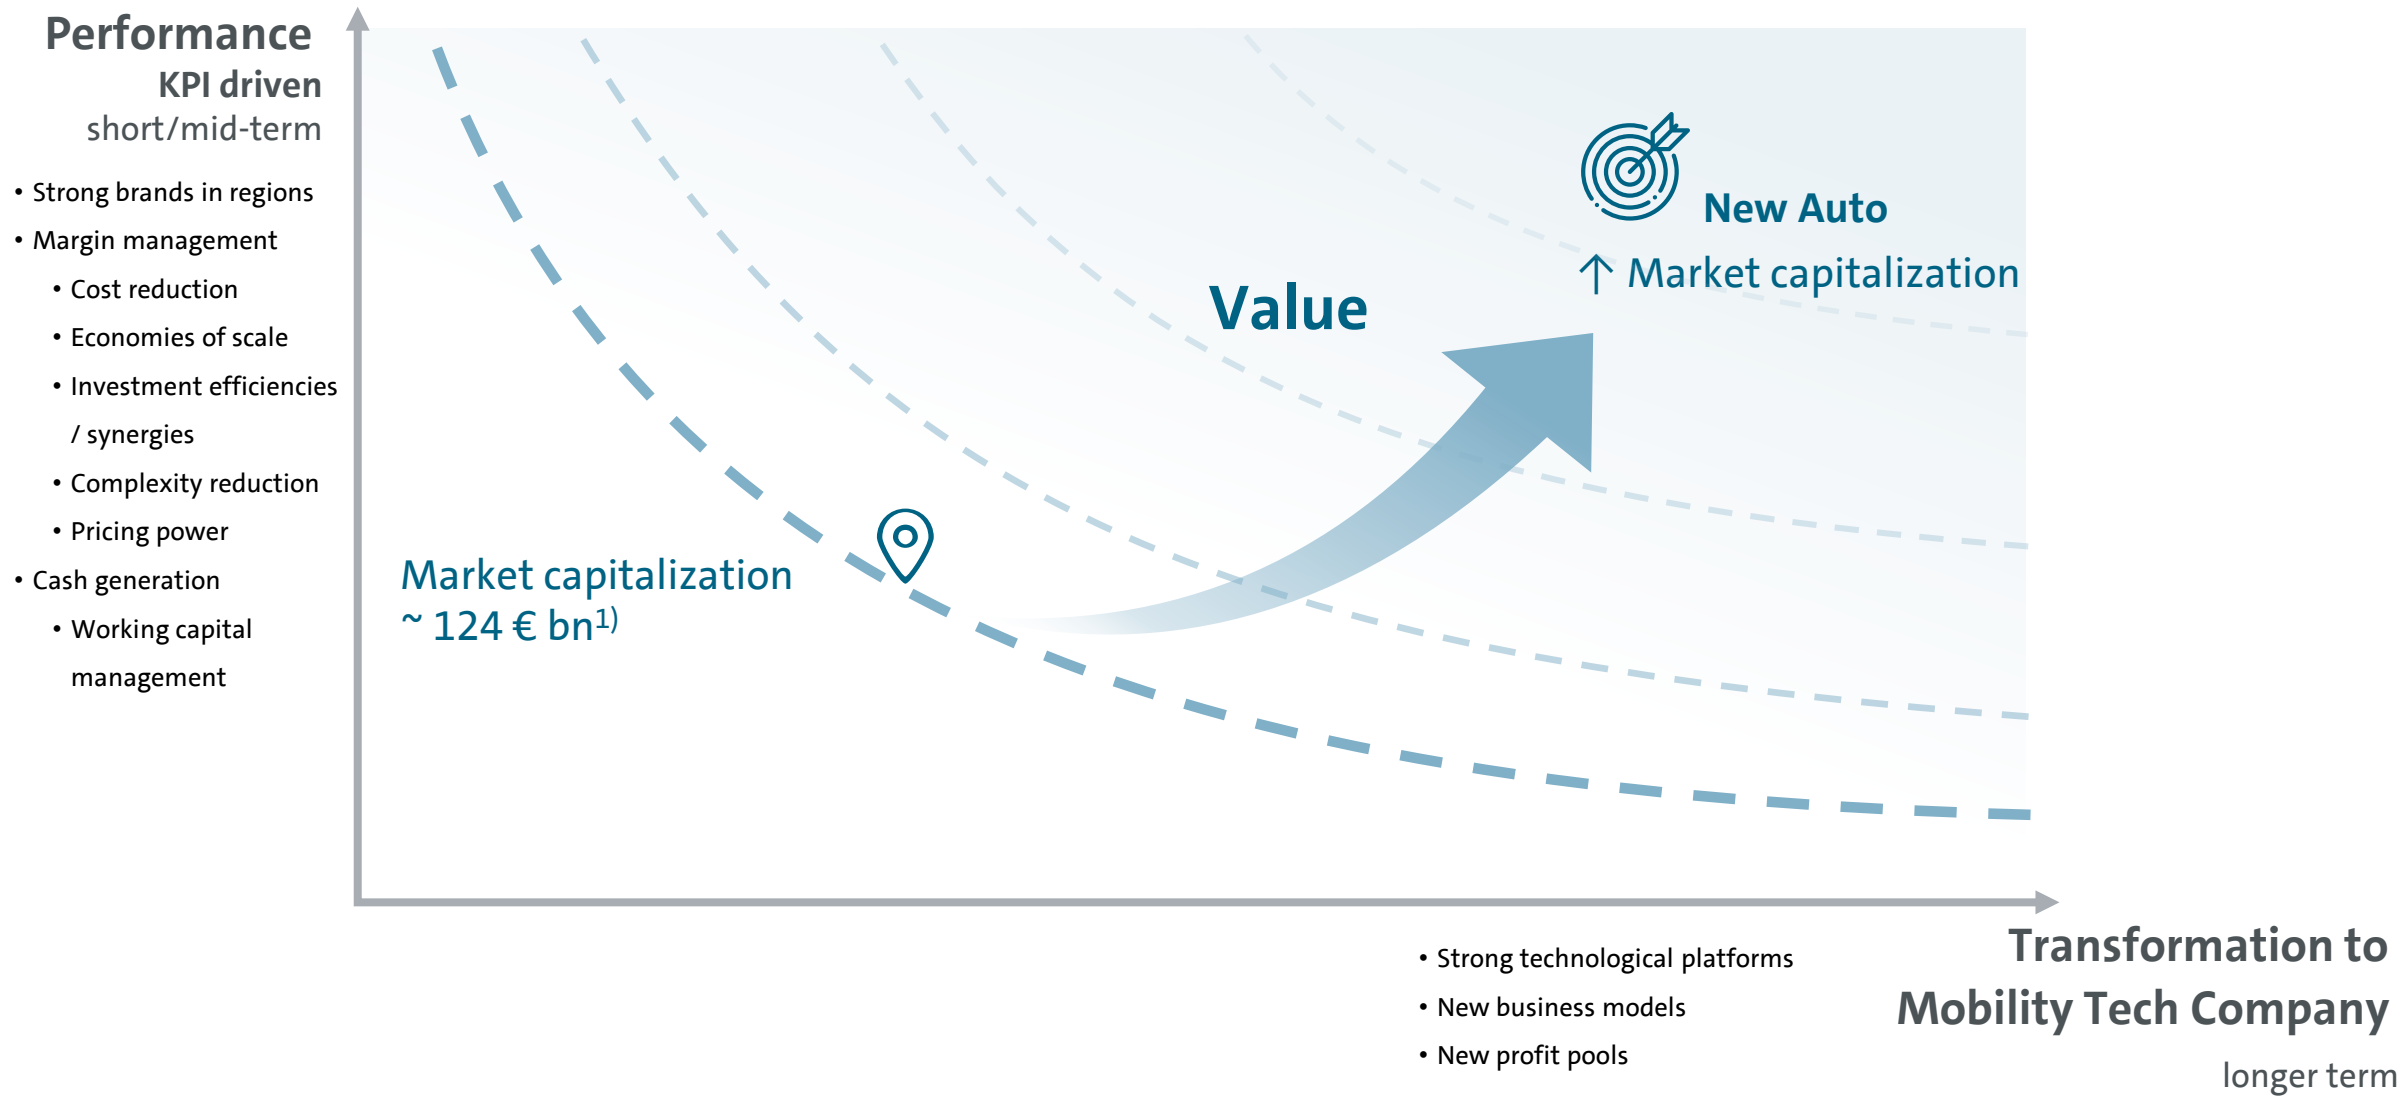 Performance
KPI driven
short/mid-term
• Strong brands in regions
• Margin management
• Cost reduction
• Economies of scale
• Investment efficiencies
/ synergies
• Complexity reduction
• Pricing power
• Cash generation
• Working capital
management
Market capitalization
~ 124 € bn1)
Value
New Auto
↑ Market capitalization
• Strong technological platforms
• New business models
• New profit pools
Transformation to
Mobility Tech Company
longer term